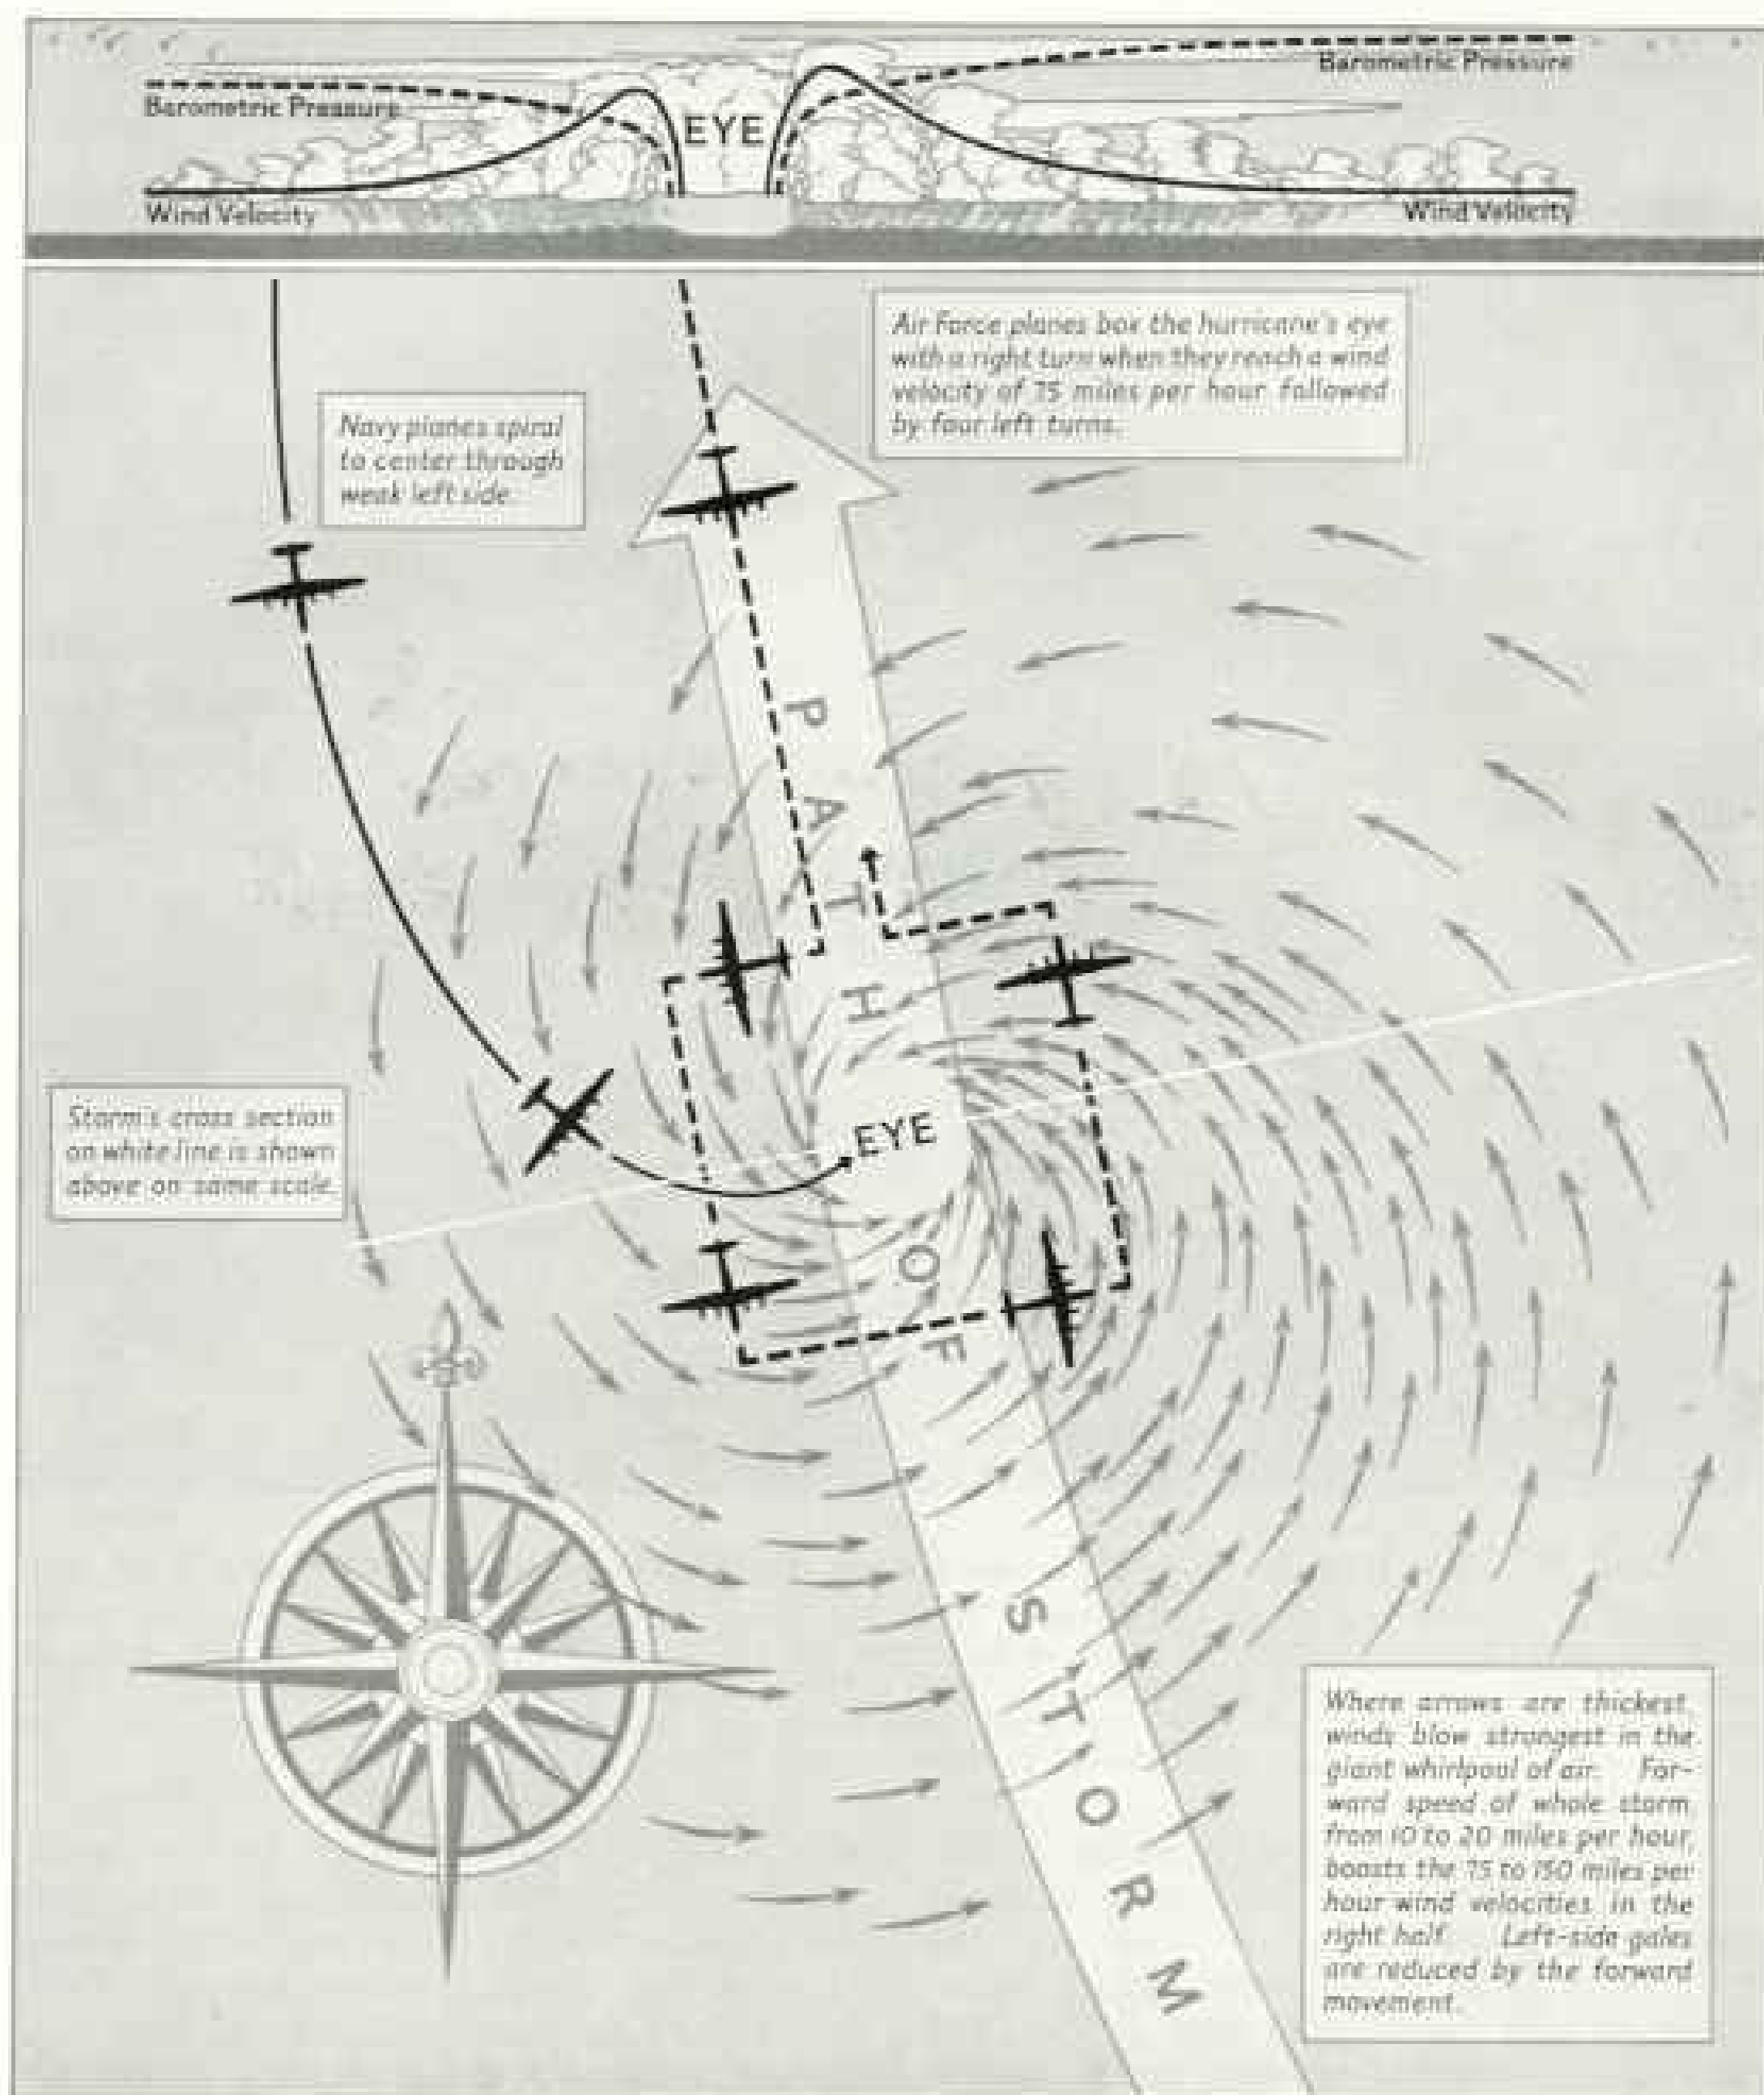 Barometric Pressure
Barometric Pressure
EYE
Wind Velocity
Wind Velocity
Air Force planes box the hurricane's eye
with a right turn when they reach a wind
velocity of 75 miles per hour followed
by four left turns.
Navy planes spiral
to center through
weak left side
Storm's cross section
on white line is shown
above on same scale.
EYE
PATH OF STORM
Where arrows are thickest,
winds blow strongest in the
giant whirlpool of air. For-
ward speed of whole storm,
from 10 to 20 miles per hour,
boosts the 75 to 150 miles per
hour wind velocities in the
right half. Left-side gales
are reduced by the forward
movement.